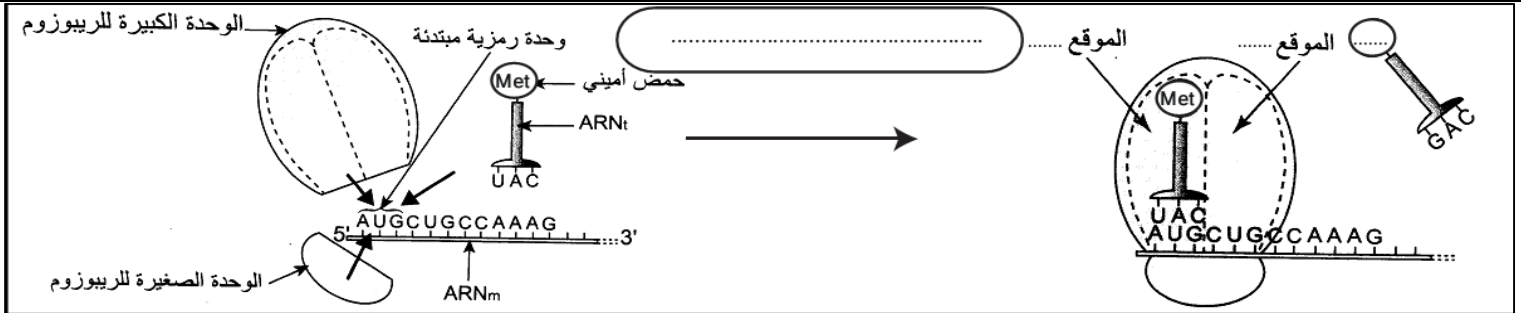 الوحدة الكبيرة للريبوزوم
وحدة رمزية مبتدئة
................................................
الموقع ......
الموقع ......
......
Met
حمض أميني
ARNt
UAC
Met
GAC
AUGCUGCCAAAG
5'
3'
UAC
AUGCUGCCAAAG
الوحدة الصغيرة للريبوزوم
ARNm